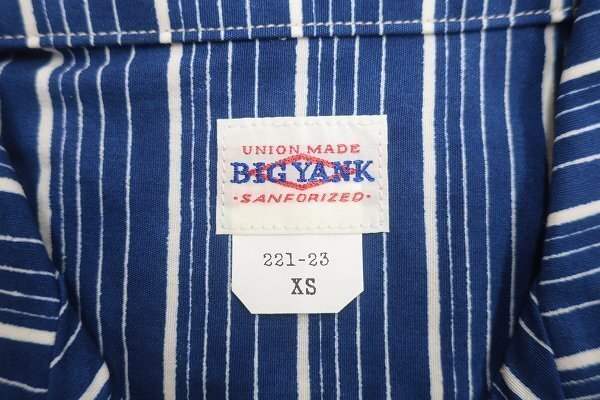 UNION MADE
BIG YANK
·SANFORIZED·
221-23
XS